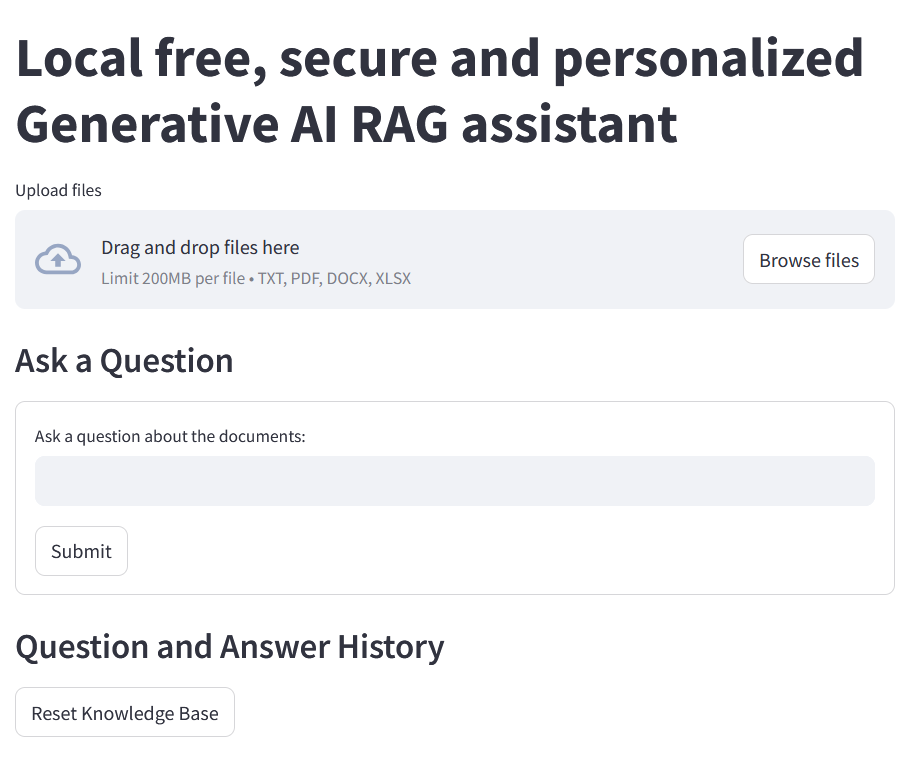 Local free, secure and personalized
Generative AI RAG assistant
Upload files
Drag and drop files here
Limit 200MB per file • TXT, PDF, DOCX, XLSX
Browse files
Ask a Question
Ask a question about the documents:
Submit
Question and Answer History
Reset Knowledge Base